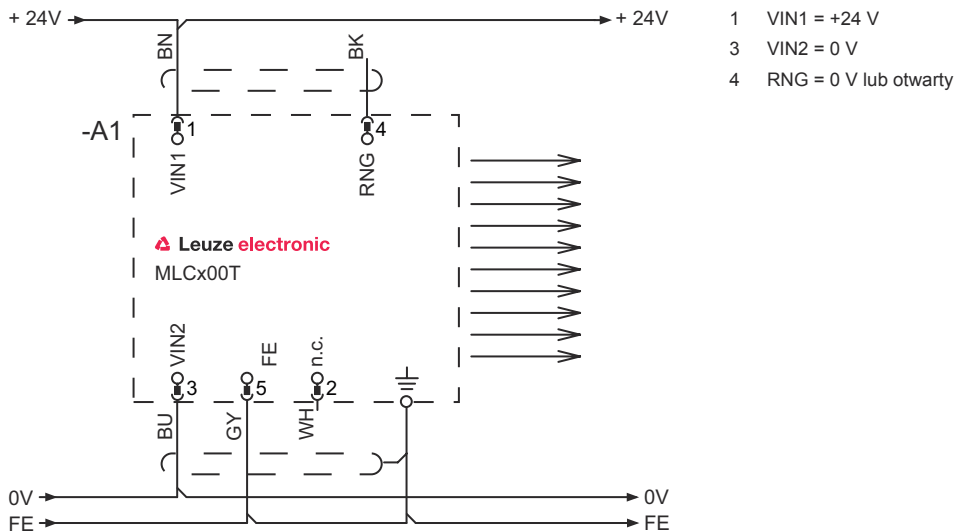 + 24V
+ 24V
1 VIN1 = +24 V
3 VIN2 = 0 V
4 RNG = 0 V lub otwarty
BN
BK
-A1
1
4
VIN1
RNG
Leuze electronic
MLCx00T
VIN2
FE
n.c.
3
5
2
BU
GY
WH
0V
0V
FE
FE